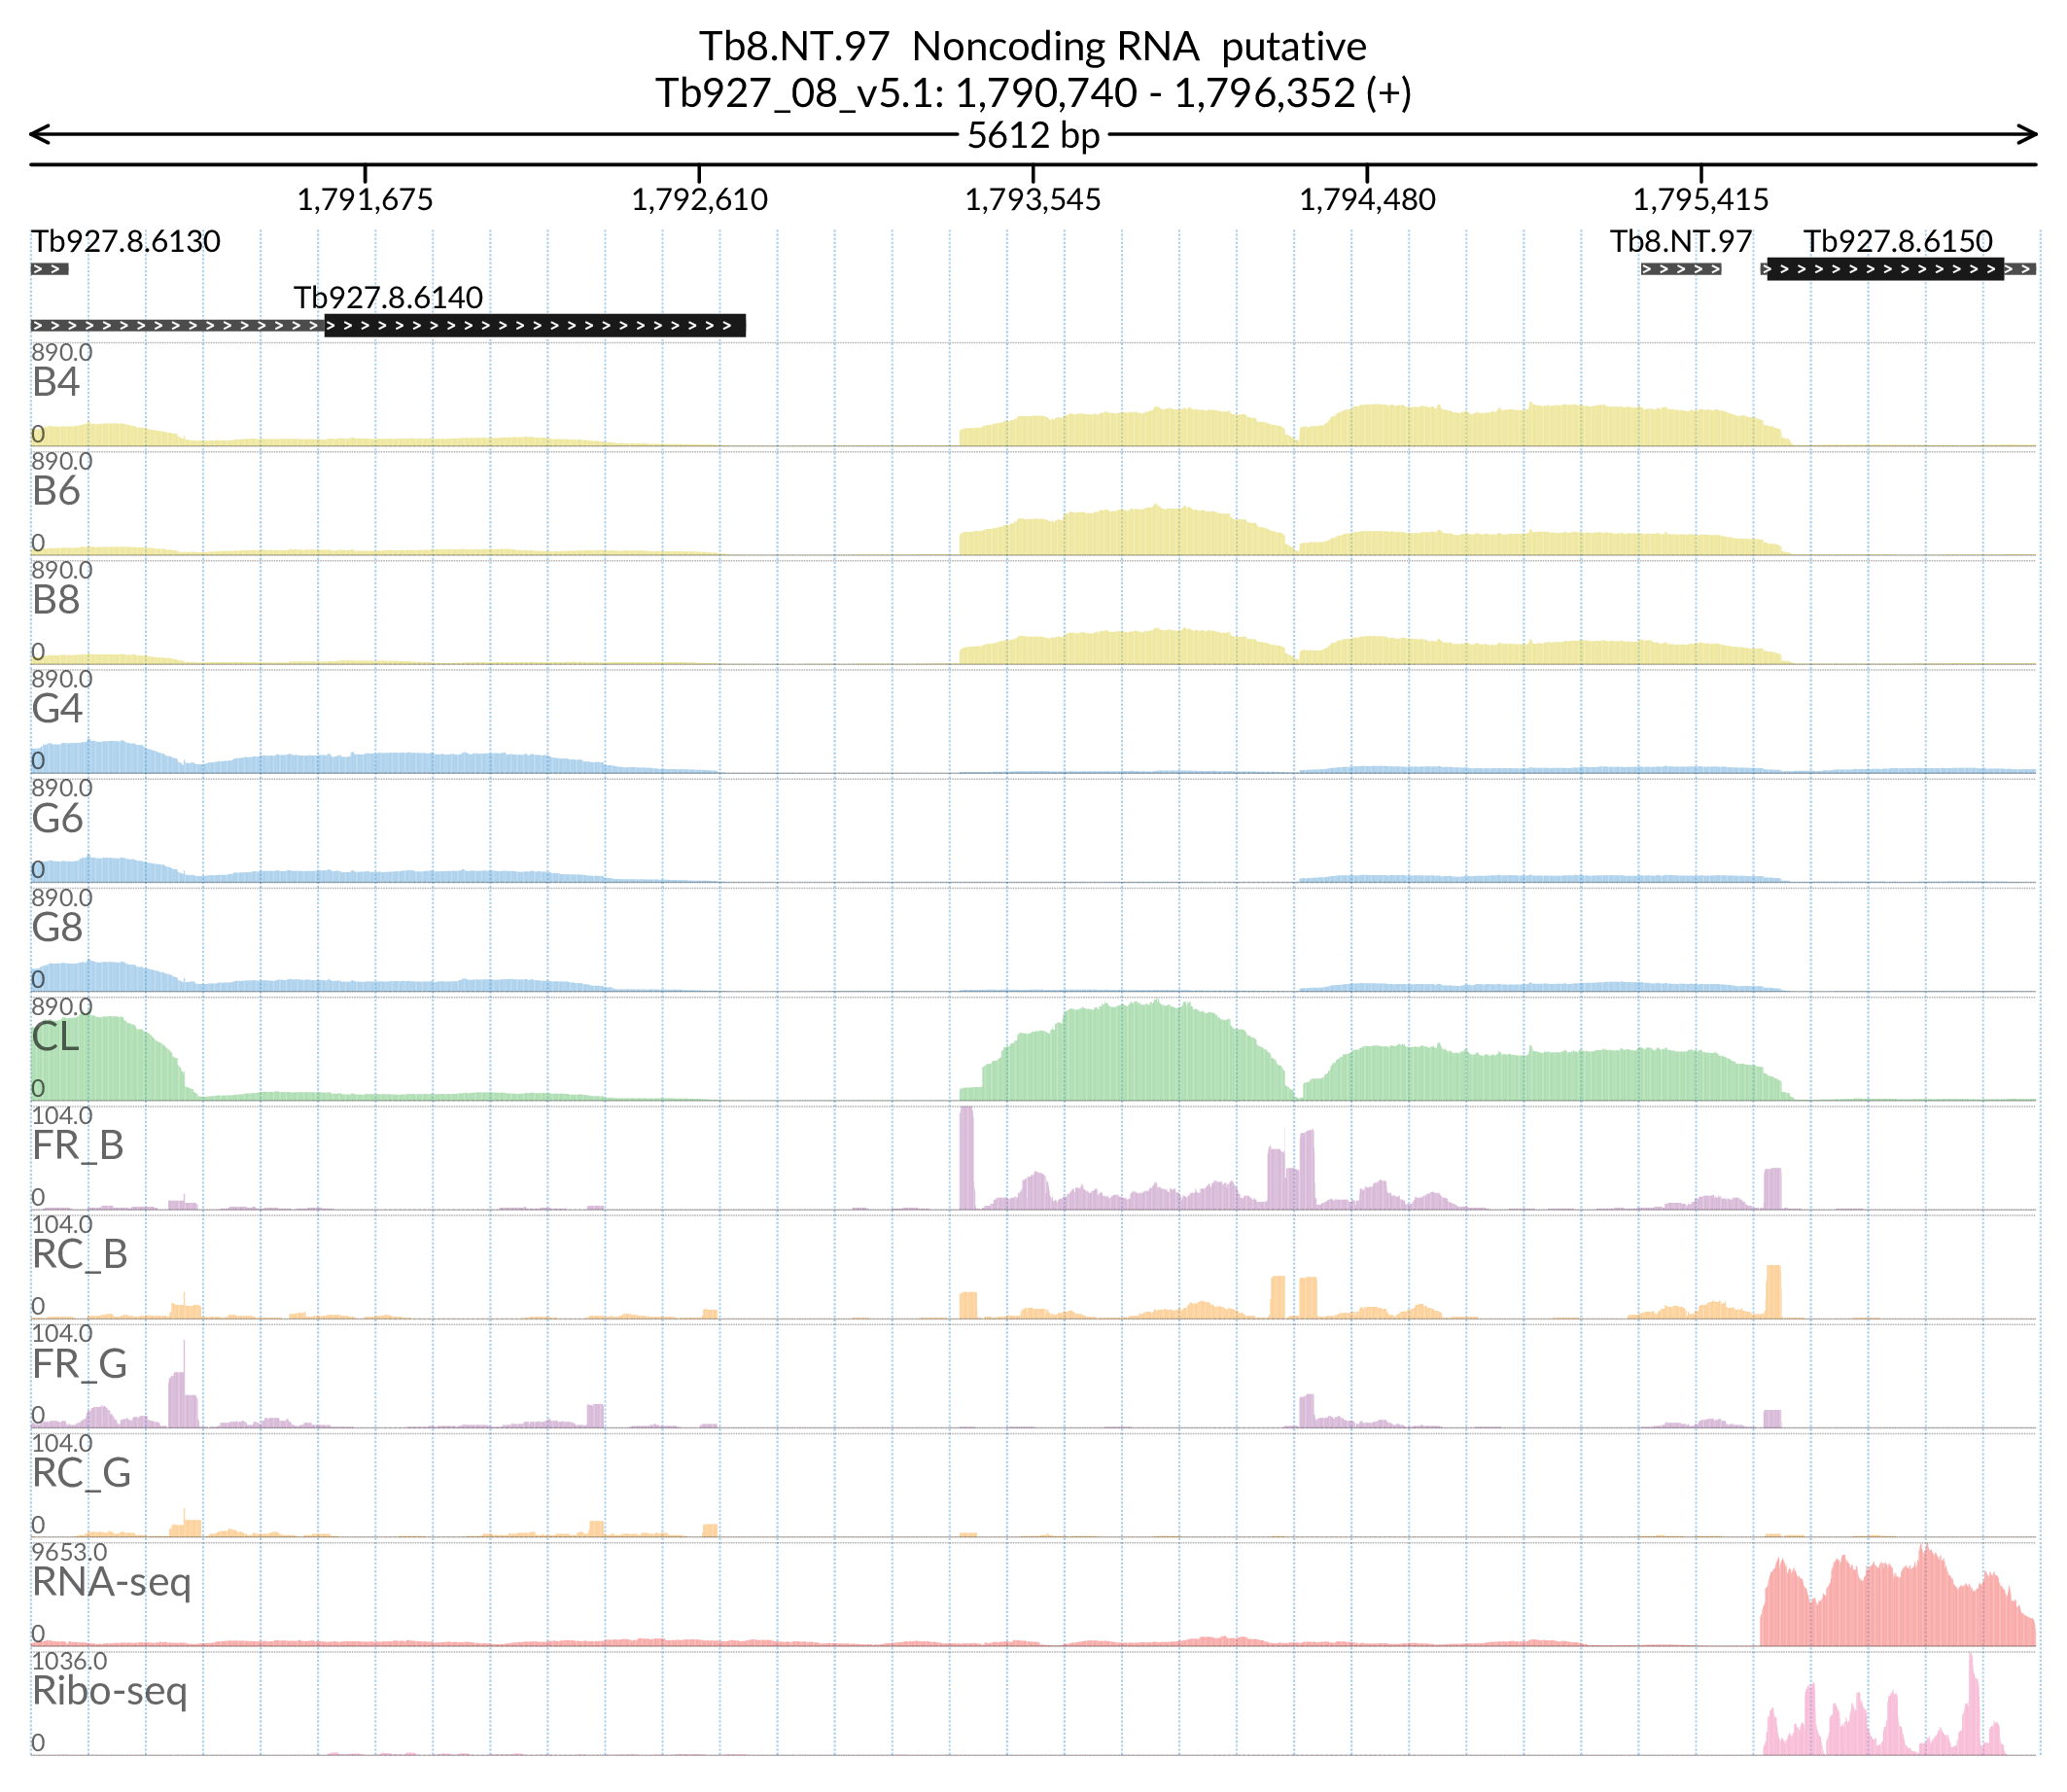 Tb8.NT.97 Noncoding RNA putative
Tb927_08_v5.1: 1,790,740 - 1,796,352 (+)
5612 bp
1,791,675 1,792,610 1,793,545 1,794,480 1,795,415
Tb927.8.6130 Tb8.NT.97 Tb927.8.6150
Tb927.8.6140
890.0
B4
0
890.0
B6
0
890.0
B8
0
890.0
G4
0
890.0
G6
0
890.0
G8
0
890.0
CL
0
104.0
FR_B
0
104.0
RC_B
0
104.0
FR_G
0
104.0
RC_G
0
9653.0
RNA-seq
0
1036.0
Ribo-seq
0